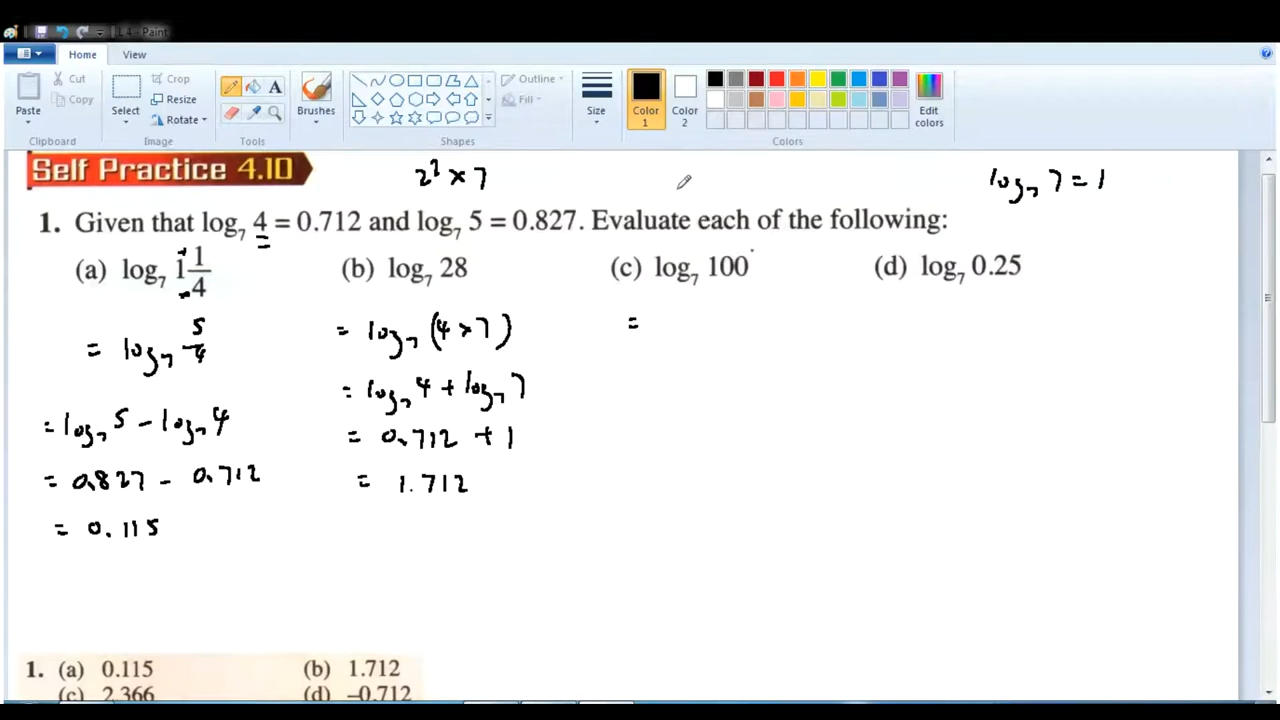 1.4 - Paint
Home View
Cut
Copy
Paste
Clipboard
Crop
Resize
Rotate
Select
Image
A
Tools
Brushes
Outline
Fill
Shapes
Size
Color 1
Color 2
Edit colors
Colors
Self Practice 4.10
2² × 7
log₇ 7 = 1
1. Given that log₇ 4 = 0.712 and log₇ 5 = 0.827. Evaluate each of the following:
(a) log₇ 1 1/4 (b) log₇ 28 (c) log₇ 100 (d) log₇ 0.25
= log₇ 5/4
= log₇ 5 - log₇ 4
= 0.827 - 0.712
= 0.115
= log₇ (4 × 7)
= log₇ 4 + log₇ 7
= 0.712 + 1
= 1.712
=
1. (a) 0.115 (b) 1.712
(c) 2.366 (d) –0.712